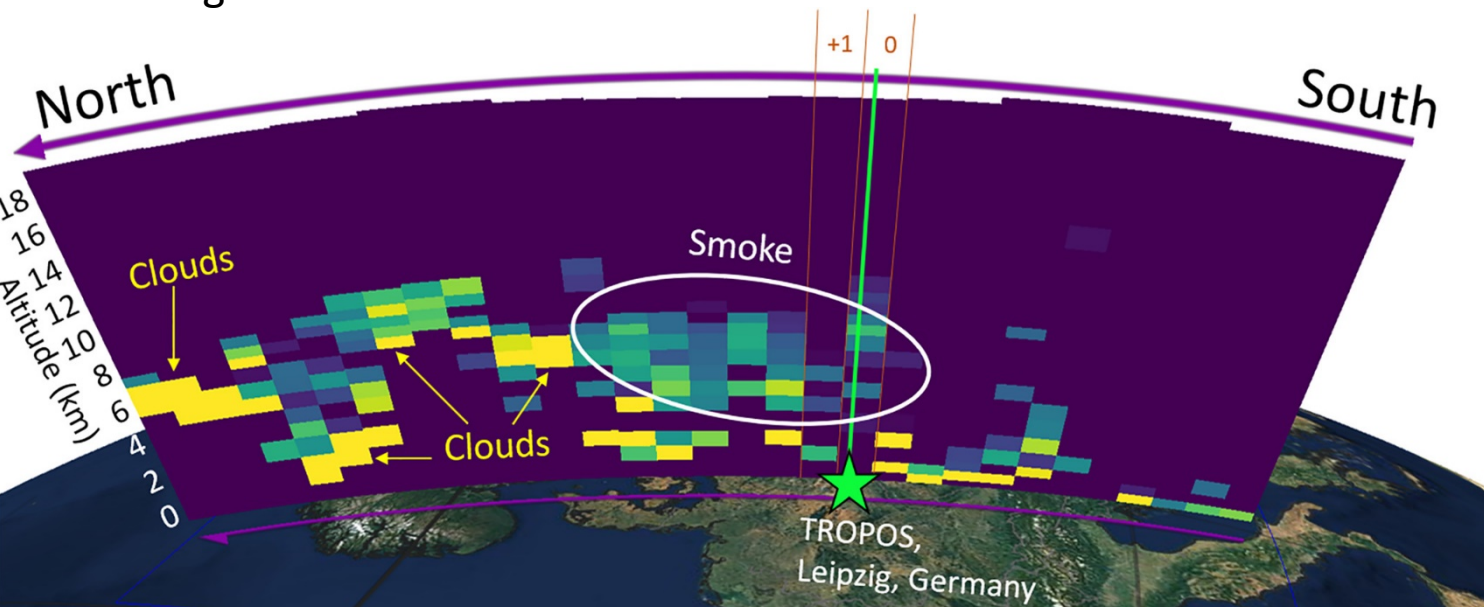 +1 0
North
South
18
16
14
12
10
8
6
4
2
0
Altitude (km)
Clouds
Smoke
Clouds
TROPOS,
Leipzig, Germany